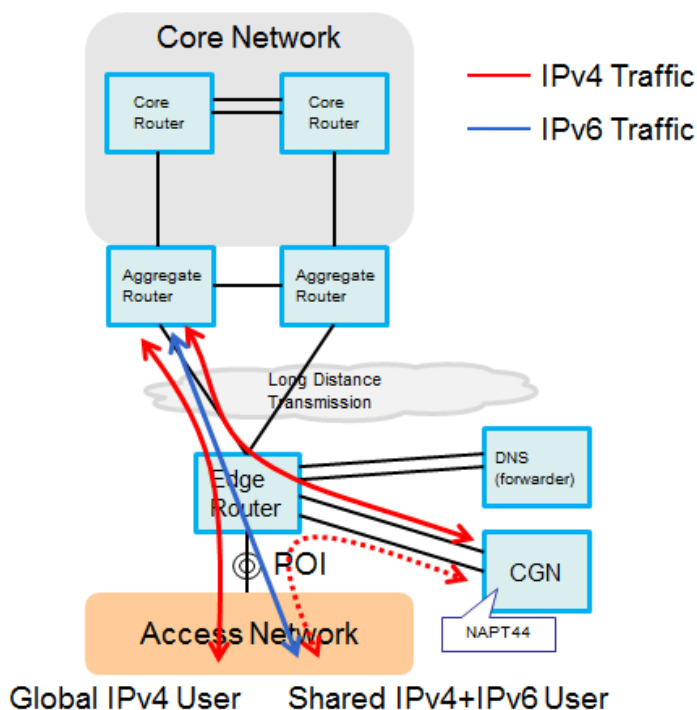 Core Network
Core
Router
Core
Router
IPv4 Traffic
IPv6 Traffic
Aggregate
Router
Aggregate
Router
Long Distance
Transmission
Edge
Router
DNS
(forwarder)
POI
CGN
NAPT44
Access Network
Global IPv4 User
Shared IPv4+IPv6 User